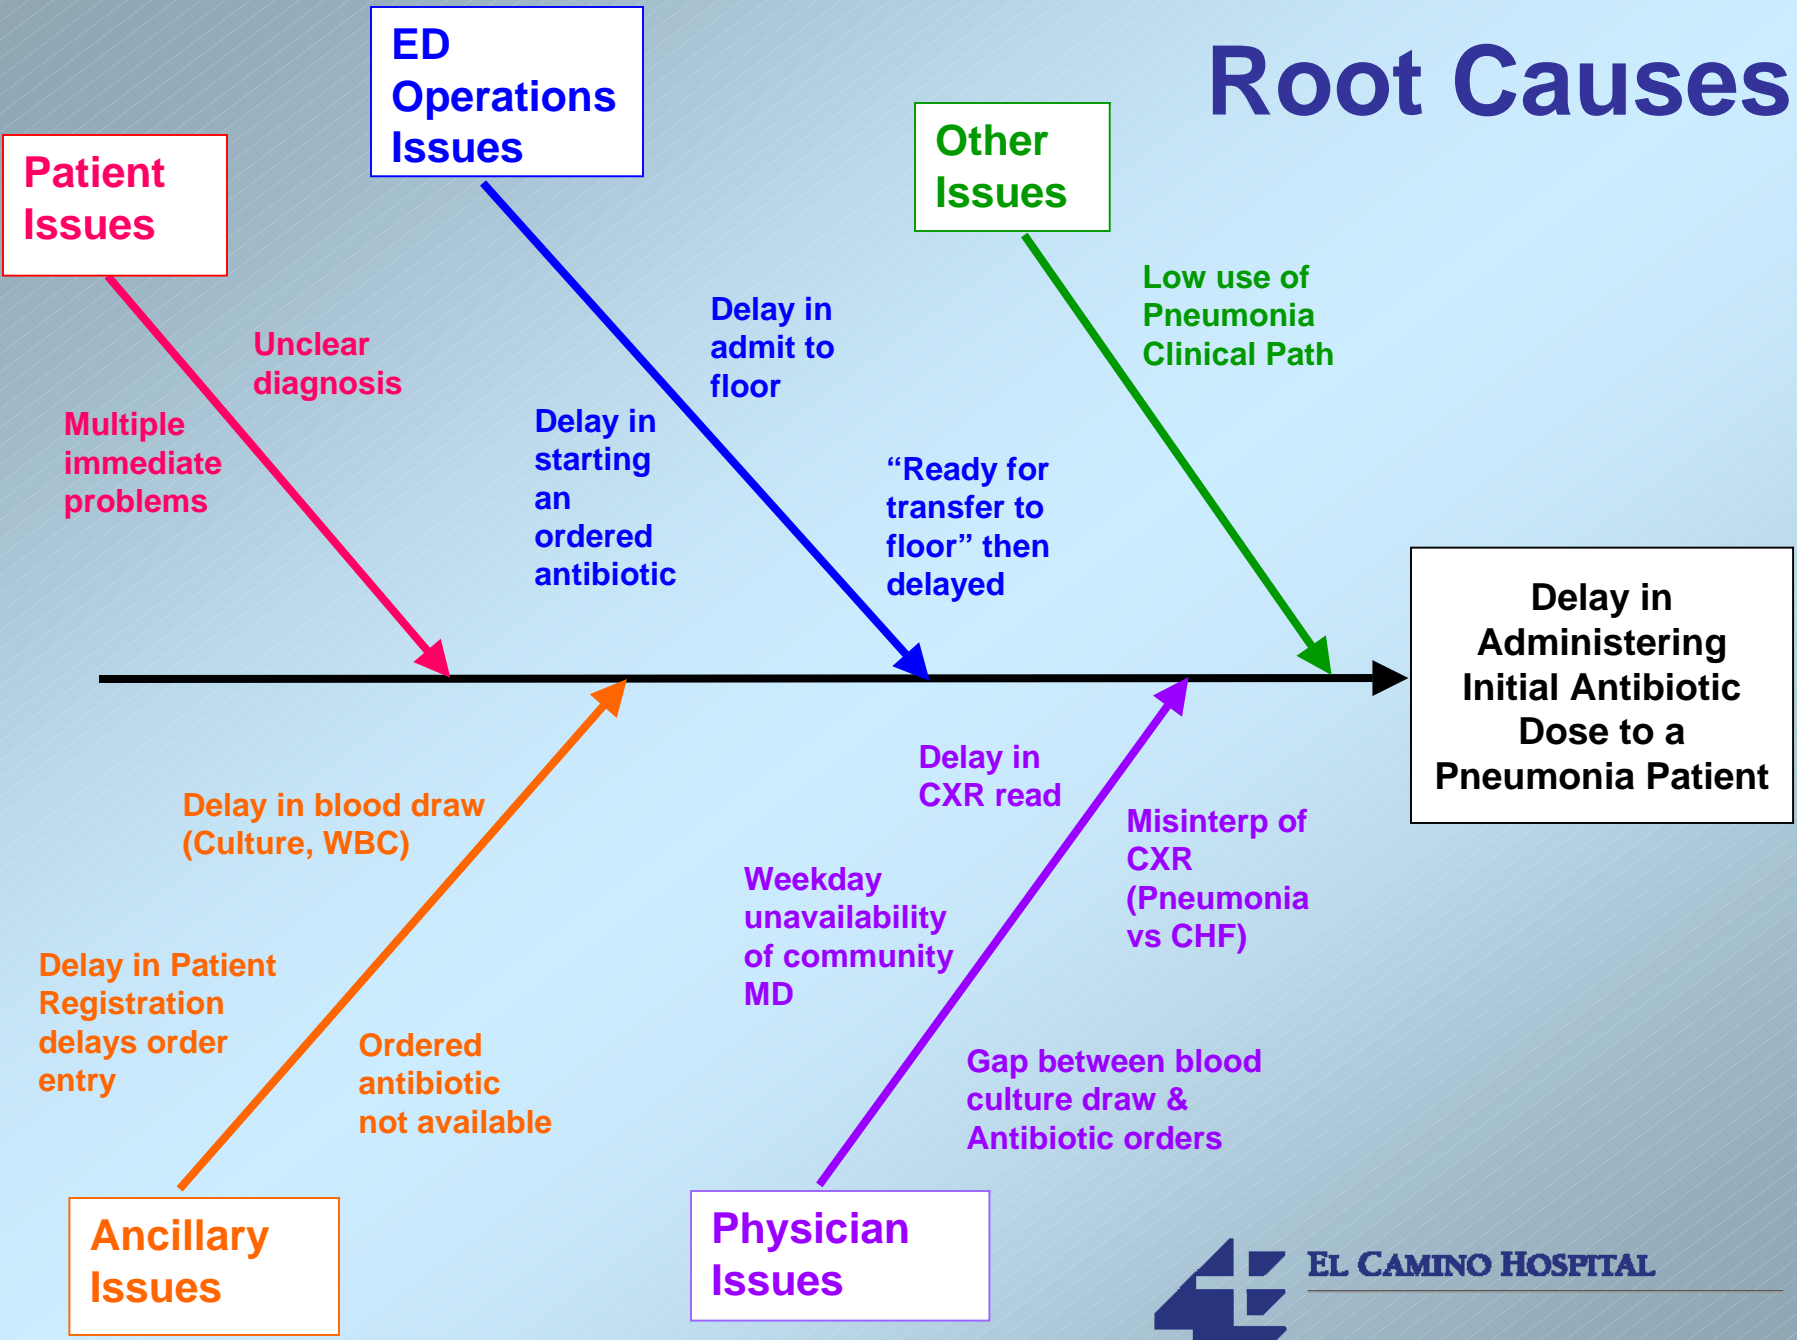 Root Causes
ED
Operations
Issues
Other
Issues
Patient
Issues
Low use of
Pneumonia
Clinical Path
Delay in
admit to
floor
Unclear
diagnosis
Multiple
immediate
problems
Delay in
starting
an
ordered
antibiotic
“Ready for
transfer to
floor” then
delayed
Delay in
Administering
Initial Antibiotic
Dose to a
Pneumonia Patient
Delay in blood draw
(Culture, WBC)
Delay in
CXR read
Misinterp of
CXR
(Pneumonia
vs CHF)
Weekday
unavailability
of community
MD
Delay in Patient
Registration
delays order
entry
Ordered
antibiotic
not available
Gap between blood
culture draw &
Antibiotic orders
Ancillary
Issues
Physician
Issues
EL CAMINO HOSPITAL